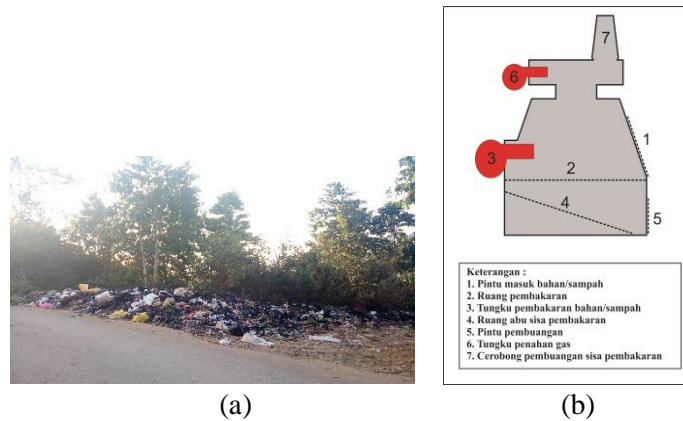 7
6
1
3
2
4
5
Keterangan :
1. Pintu masuk bahan/sampah
2. Ruang pembakaran
3. Tungku pembakaran bahan/sampah
4. Ruang abu sisa pembakaran
5. Pintu pembuangan
6. Tungku penahan gas
7. Cerobong pembuangan sisa pembakaran
(a) (b)